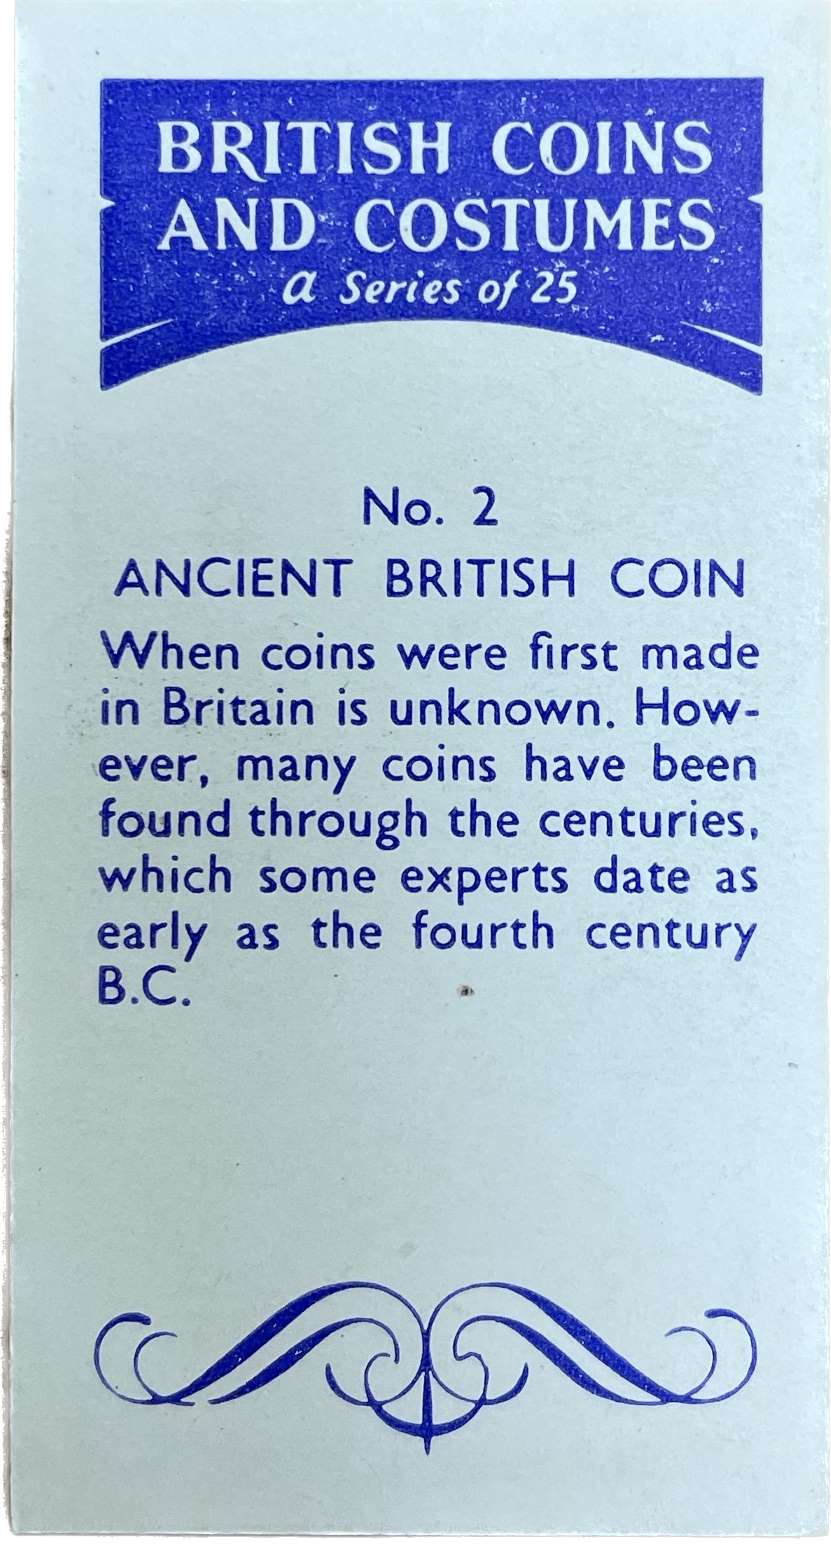 BRITISH COINS
AND COSTUMES
a Series of 25
No. 2
ANCIENT BRITISH COIN
When coins were first made
in Britain is unknown. How-
ever, many coins have been
found through the centuries,
which some experts date as
early as the fourth century
B.C.